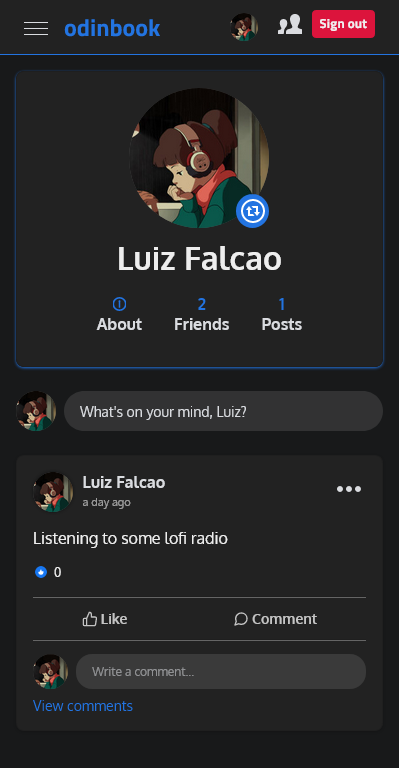 odinbook
Sign out
Luiz Falcao
2
1
About
Friends
Posts
What's on your mind, Luiz?
Luiz Falcao
a day ago
Listening to some lofi radio
0
Like
Comment
Write a comment...
View comments